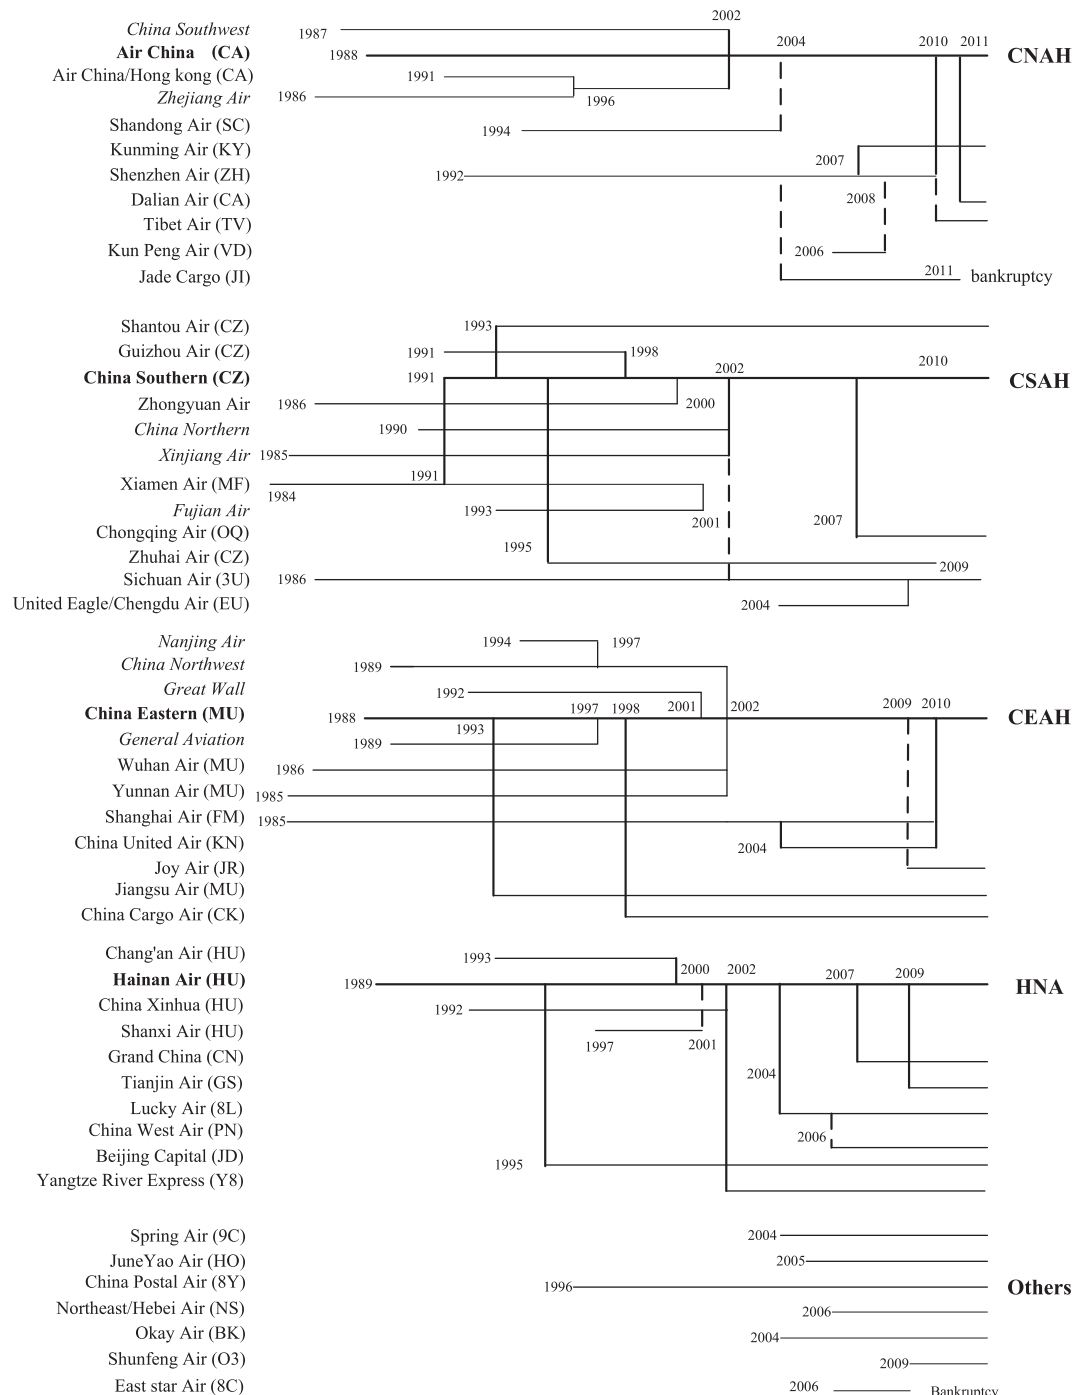 2002
China Southwest 1987
2004 2010 2011
Air China (CA) 1988 CNAH
Air China/Hong kong (CA) 1991
Zhejiang Air 1986 1996
Shandong Air (SC) 1994
Kunming Air (KY) 2007
Shenzhen Air (ZH) 1992
Dalian Air (CA) 2008
Tibet Air (TV)
Kun Peng Air (VD) 2006
Jade Cargo (JI) 2011 bankruptcy
Shantou Air (CZ) 1993
Guizhou Air (CZ) 1991 1998
2002 2010
China Southern (CZ) 1991 CSAH
Zhongyuan Air 1986 2000
China Northern 1990
Xinjiang Air 1985
1991
Xiamen Air (MF) 1984
Fujian Air 1993 2001 2007
Chongqing Air (OQ)
Zhuhai Air (CZ) 1995 2009
Sichuan Air (3U) 1986
United Eagle/Chengdu Air (EU) 2004
Nanjing Air 1994 1997
China Northwest 1989
Great Wall 1992
1997 1998 2001 2002 2009 2010
China Eastern (MU) 1988 CEAH
1993
General Aviation 1989
Wuhan Air (MU) 1986
Yunnan Air (MU) 1985
Shanghai Air (FM) 1985
China United Air (KN) 2004
Joy Air (JR)
Jiangsu Air (MU)
China Cargo Air (CK)
Chang'an Air (HU) 1993
2000 2002 2007 2009
Hainan Air (HU) 1989 HNA
China Xinhua (HU) 1992
Shanxi Air (HU) 1997 2001
Grand China (CN)
Tianjin Air (GS) 2004
Lucky Air (8L)
China West Air (PN) 2006
Beijing Capital (JD) 1995
Yangtze River Express (Y8)
Spring Air (9C) 2004
JuneYao Air (HO) 2005
China Postal Air (8Y) 1996 Others
Northeast/Hebei Air (NS) 2006
Okay Air (BK) 2004
Shunfeng Air (O3) 2009
East star Air (8C) 2006 Bankruptcy